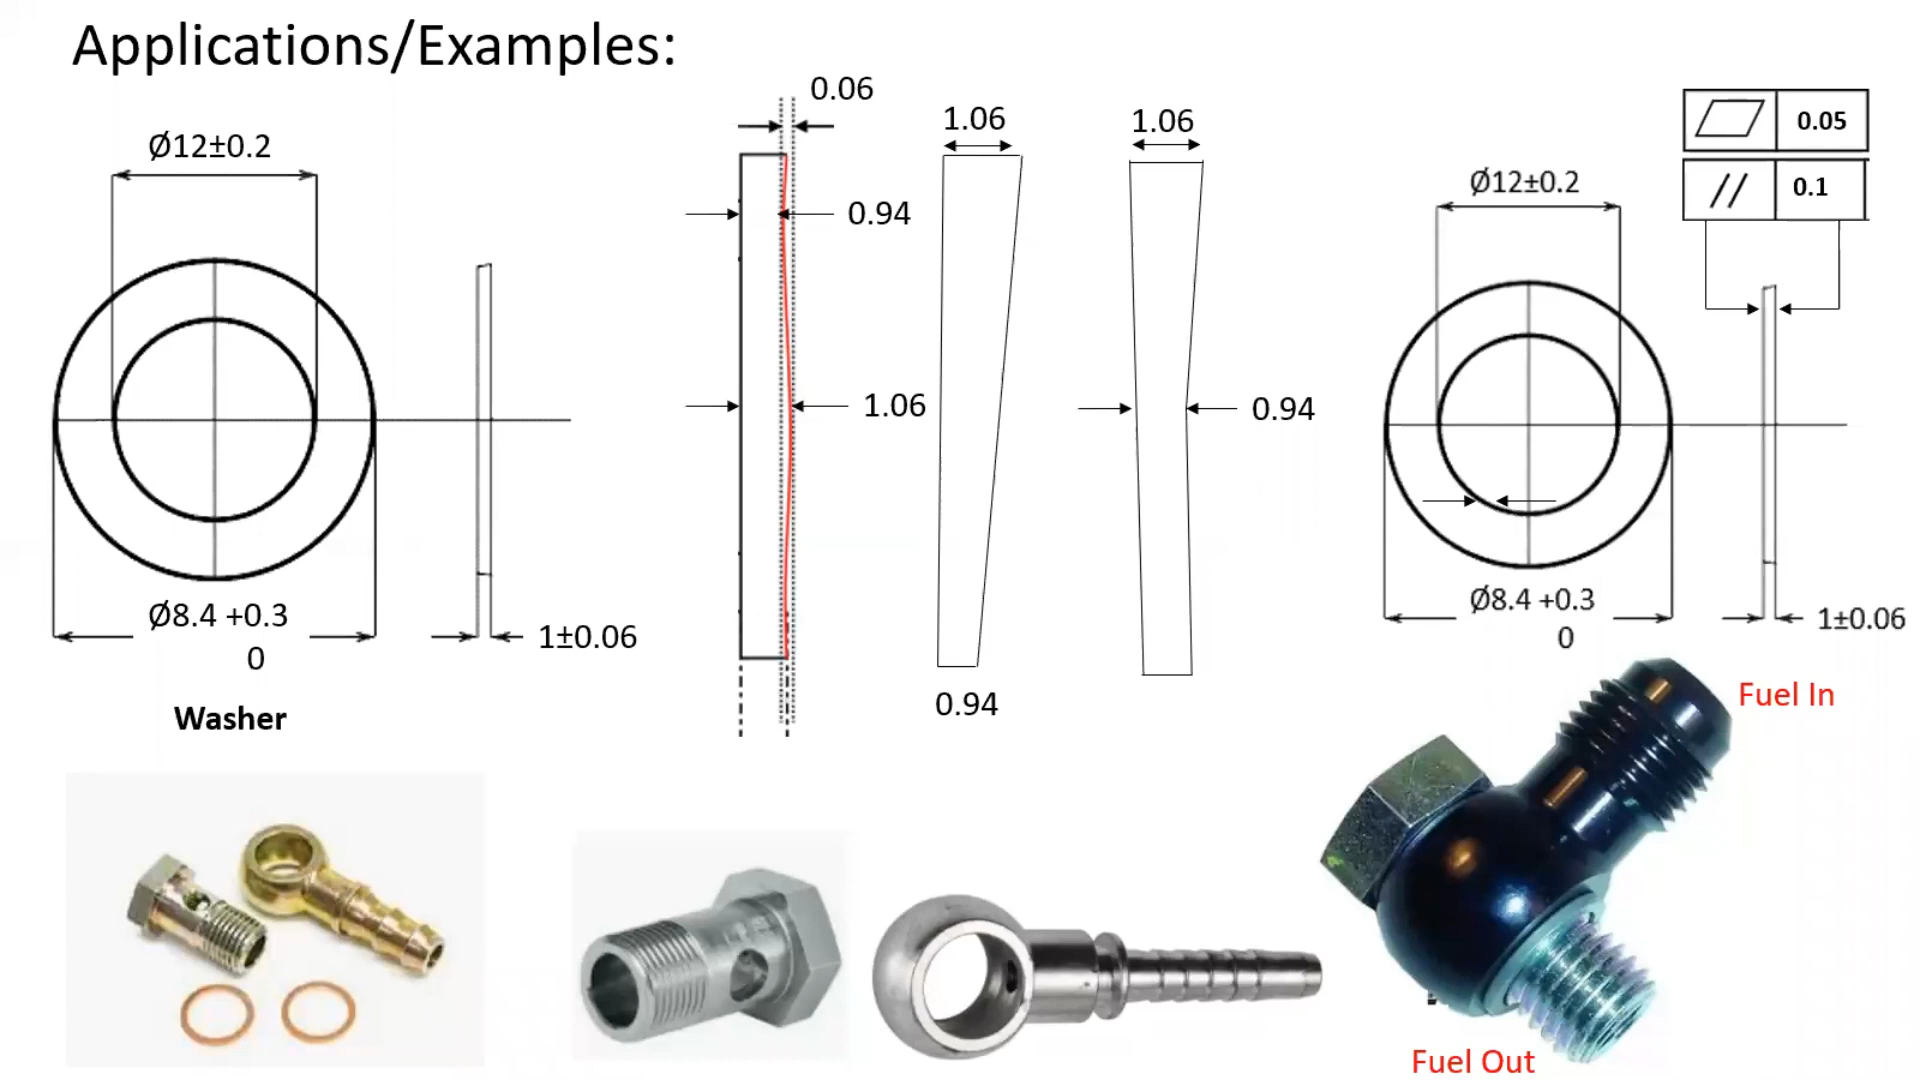 Applications/Examples:
0.06
1.06
1.06
0.05
Ø12±0.2
Ø12±0.2
// 0.1
0.94
1.06
0.94
Ø8.4 +0.3
0
1±0.06
0.94
Ø8.4 +0.3
0
1±0.06
Washer
Fuel In
Fuel Out